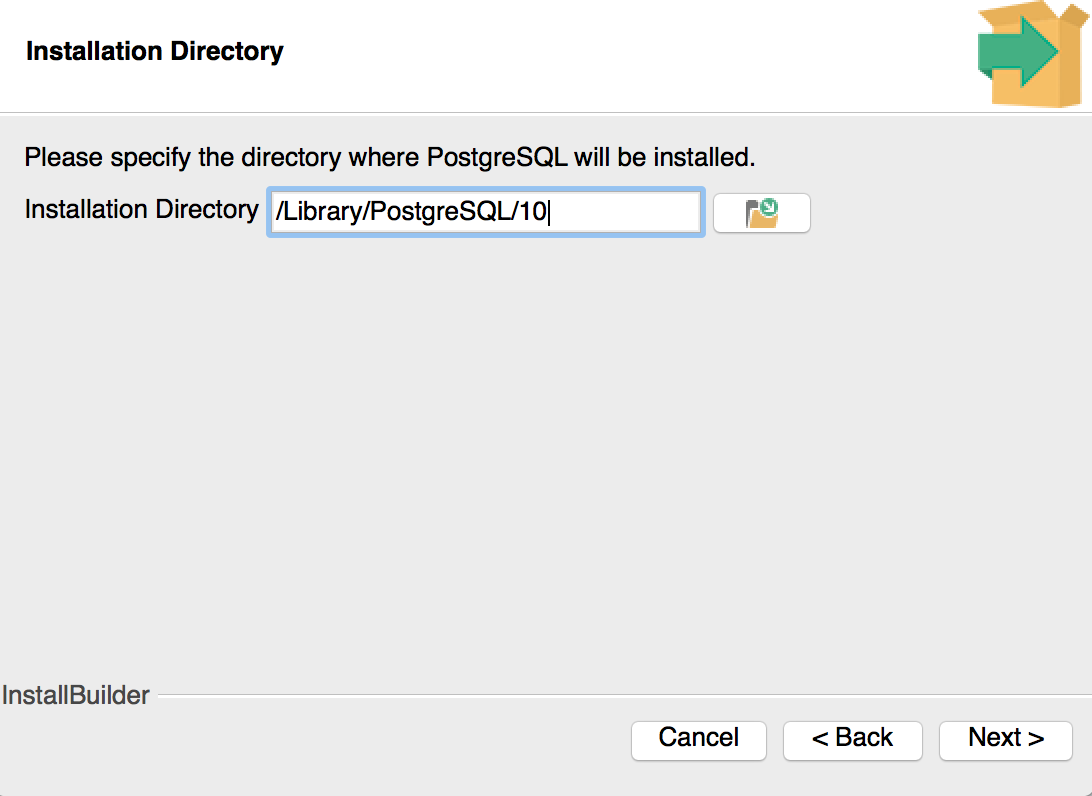 Installation Directory
Please specify the directory where PostgreSQL will be installed.
Installation Directory /Library/PostgreSQL/10
InstallBuilder
Cancel < Back Next >